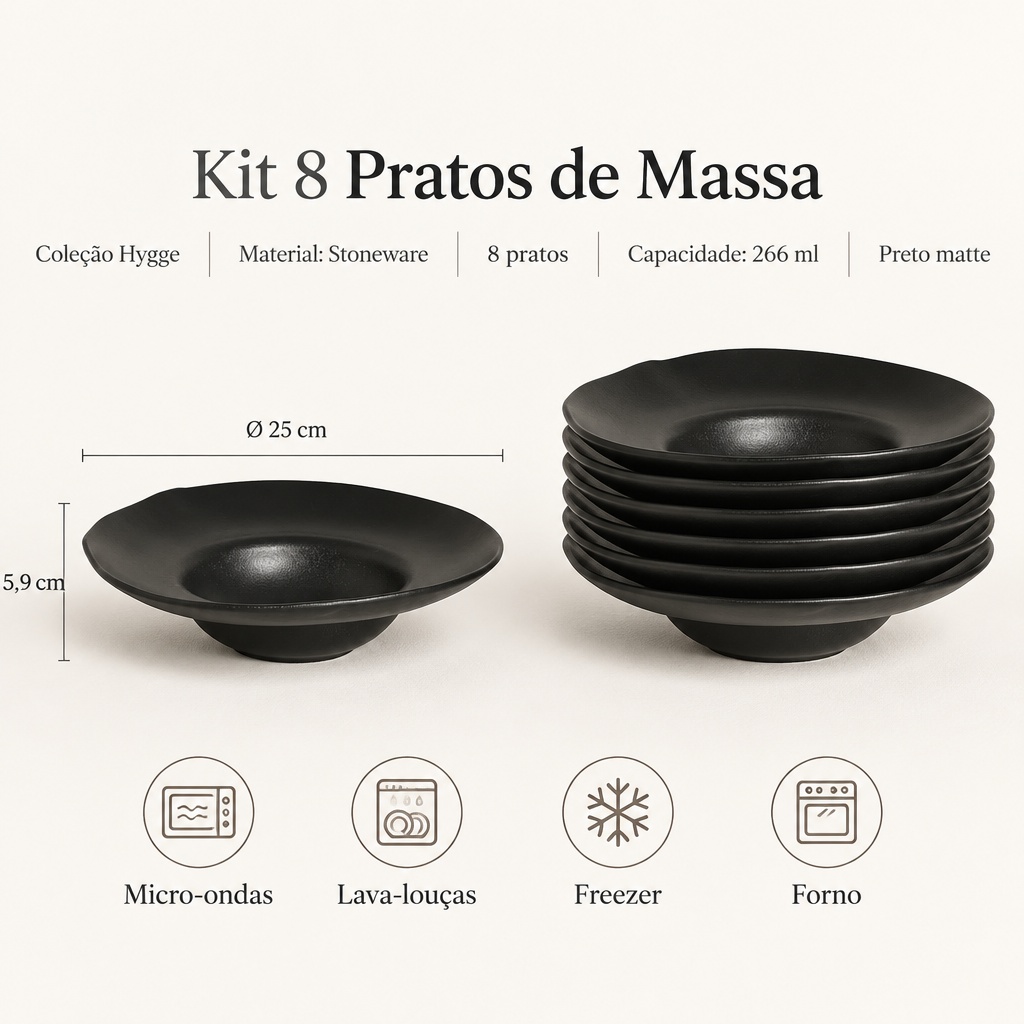 Kit 8 Pratos de Massa
Coleção Hygge
Material: Stoneware
8 pratos
Capacidade: 266 ml
Preto matte
Ø 25 cm
5,9 cm
Micro-ondas
Lava-louças
Freezer
Forno